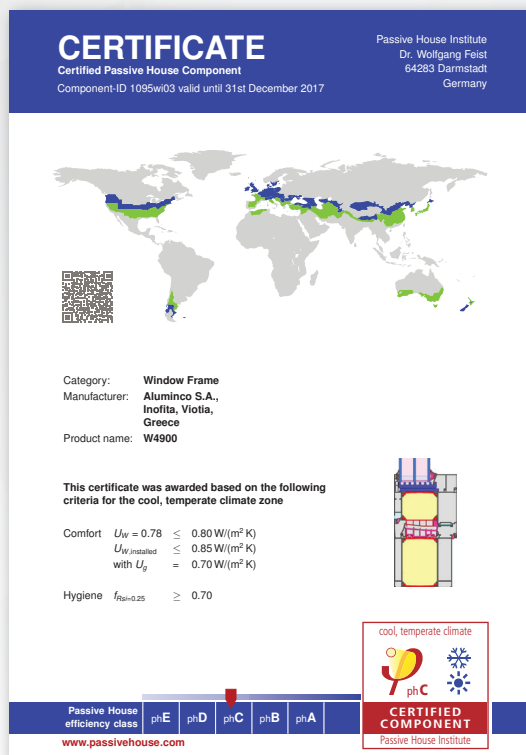 CERTIFICATE
Certified Passive House Component
Component-ID 1095wi03 valid until 31st December 2017
Passive House Institute
Dr. Wolfgang Feist
64283 Darmstadt
Germany
Category: Window Frame
Manufacturer: Aluminco S.A.,
Inofita, Viotia,
Greece
Product name: W4900
This certificate was awarded based on the following
criteria for the cool, temperate climate zone
Comfort U_W = 0.78 ≤ 0.80 W/(m² K)
U_W,installed ≤ 0.85 W/(m² K)
with U_g = 0.70 W/(m² K)
Hygiene f_Rsi=0.25 ≥ 0.70
cool, temperate climate
phC
CERTIFIED
COMPONENT
Passive House Institute
Passive House
efficiency class
phE phD phC phB phA
www.passivehouse.com